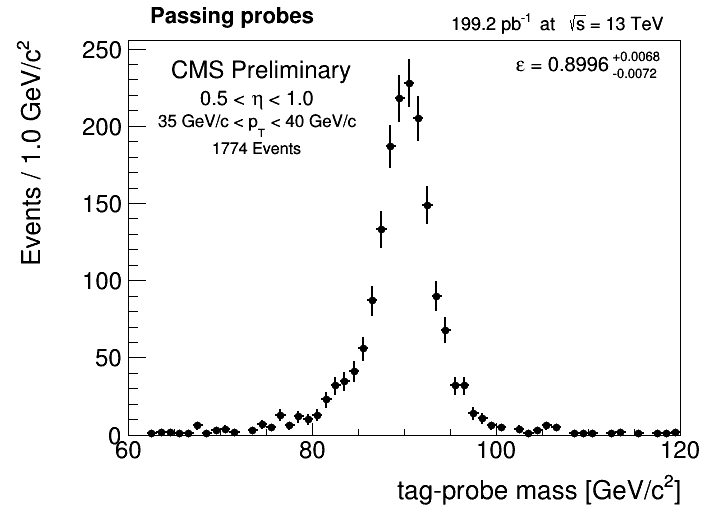 Passing probes
199.2 pb⁻¹ at √s = 13 TeV
CMS Preliminary
0.5 < η < 1.0
35 GeV/c < p_T < 40 GeV/c
1774 Events
ε = 0.8996 +0.0068 -0.0072
Events / 1.0 GeV/c²
250
200
150
100
50
0
60 80 100 120
tag-probe mass [GeV/c²]